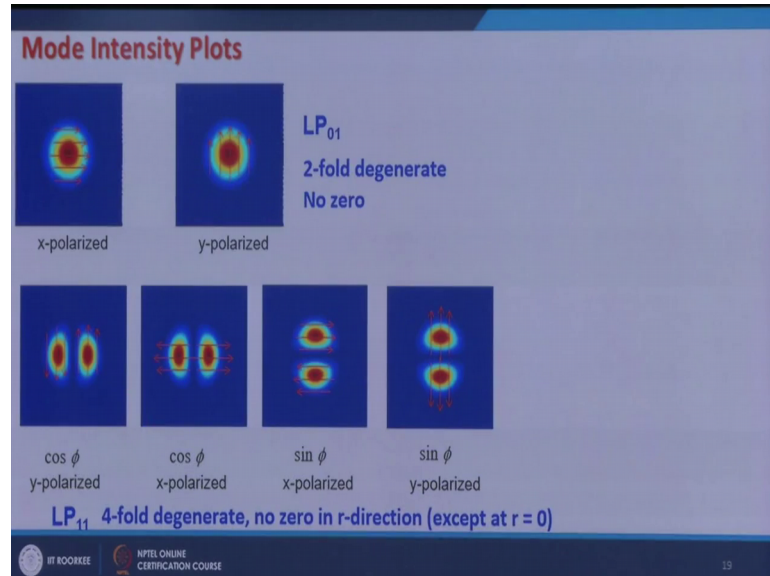 Mode Intensity Plots
LP01
2-fold degenerate
No zero
x-polarized
y-polarized
cos ϕ
y-polarized
cos ϕ
x-polarized
sin ϕ
x-polarized
sin ϕ
y-polarized
LP11 4-fold degenerate, no zero in r-direction (except at r = 0)
IIT ROORKEE
NPTEL ONLINE
CERTIFICATION COURSE
19